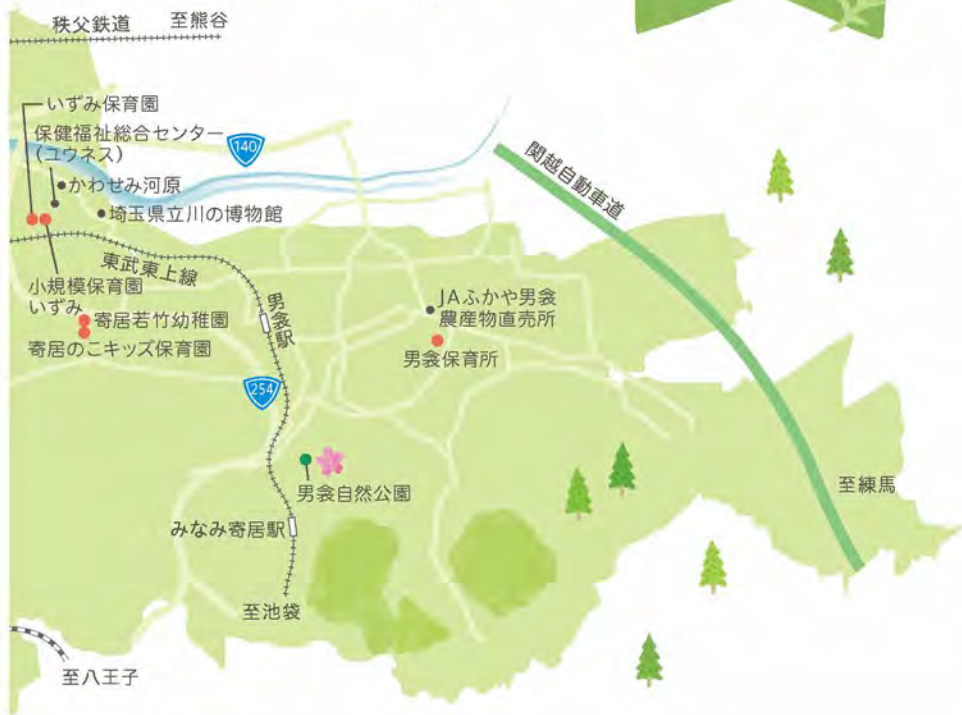 秩父鉄道
至熊谷
いずみ保育園
保健福祉総合センター
(ユウネス)
140
かわせみ河原
埼玉県立川の博物館
関越自動車道
東武東上線
小規模保育園
いずみ
男衾駅
JAふかや男衾
農産物直売所
寄居若竹幼稚園
寄居のこキッズ保育園
男衾保育所
254
男衾自然公園
至練馬
みなみ寄居駅
至池袋
至八王子